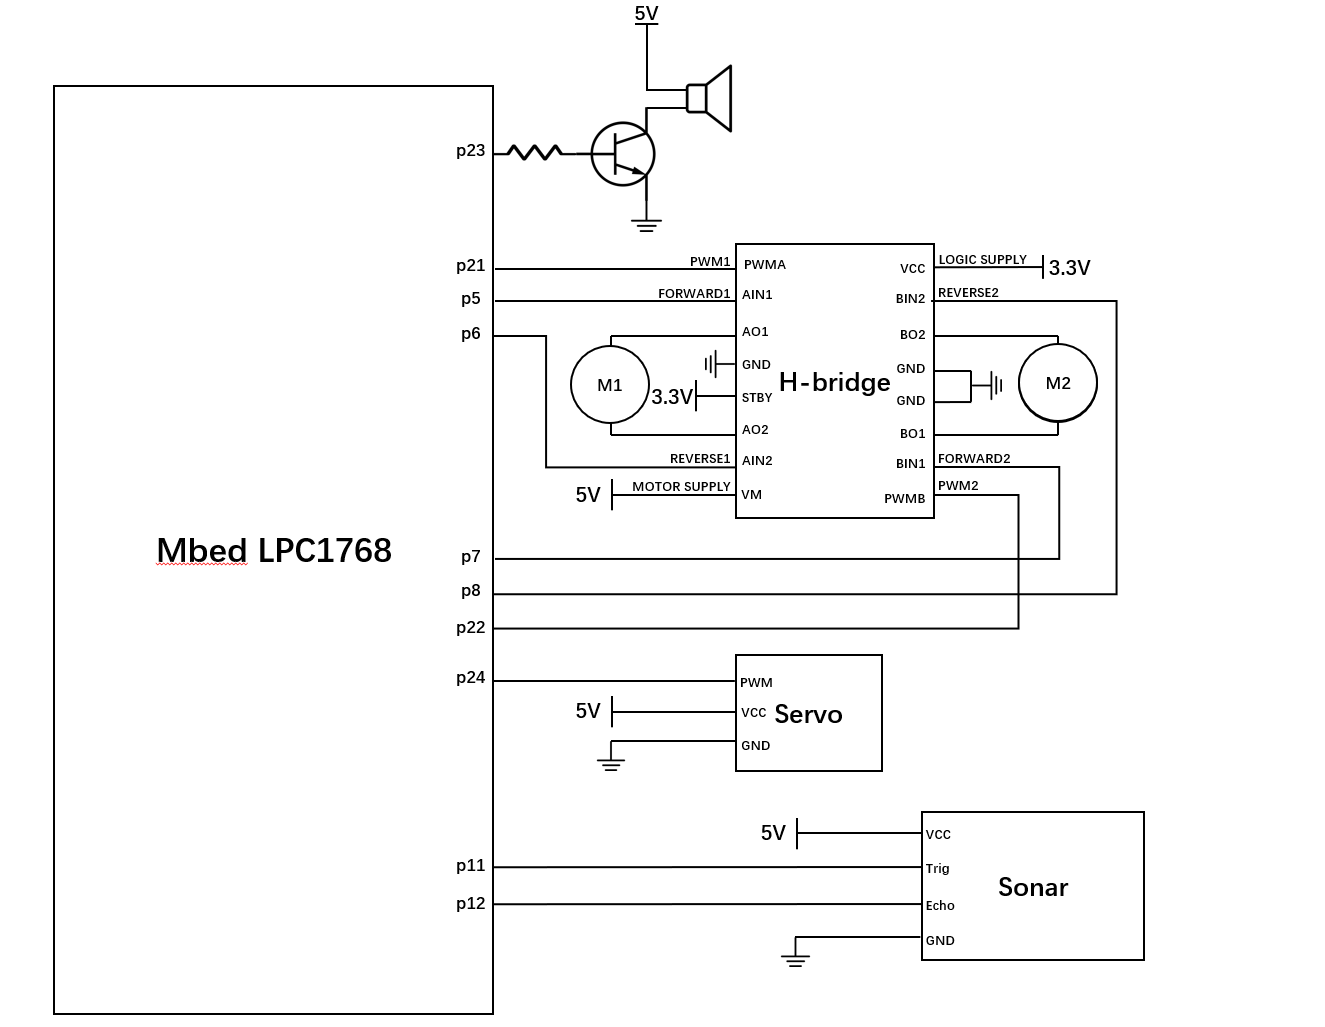 5V
p23
p21
PWM1
PWMA
VCC
LOGIC SUPPLY
3.3V
p5
FORWARD1
AIN1
BIN2
REVERSE2
p6
AO1
BO2
GND
GND
M1
H-bridge
M2
3.3V
STBY
GND
AO2
BO1
REVERSE1
AIN2
BIN1
FORWARD2
5V
MOTOR SUPPLY
VM
PWMB
PWM2
Mbed LPC1768
p7
p8
p22
p24
PWM
5V
VCC
Servo
GND
5V
VCC
p11
Trig
Sonar
p12
Echo
GND